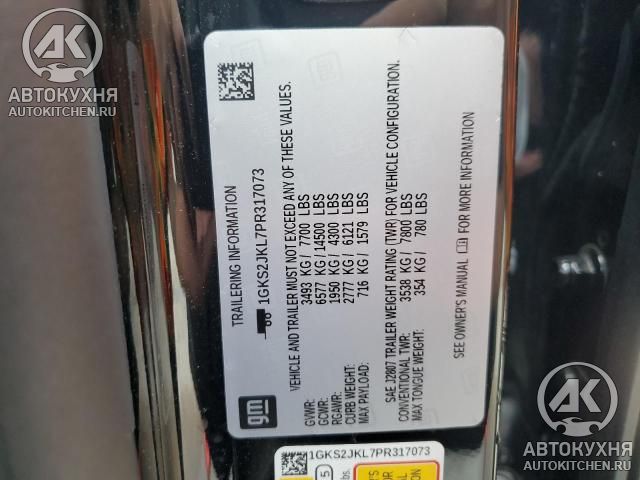 АВТОКУХНЯ
AUTOKITCHEN.RU
gm
TRAILERING INFORMATION
1GKS2JKL7PR317073
VEHICLE AND TRAILER MUST NOT EXCEED ANY OF THESE VALUES.
GVWR: 3493 KG/ 7700 LBS
GCWR: 6577 KG/ 14500 LBS
RGAWR: 1950 KG/ 4300 LBS
CURB WEIGHT: 2777 KG/ 6121 LBS
MAX PAYLOAD: 716 KG/ 1579 LBS
SAE J2807 TRAILER WEIGHT RATING (TWR) FOR VEHICLE CONFIGURATION.
CONVENTIONAL TWR: 3538 KG/ 7800 LBS
MAX TONGUE WEIGHT: 354 KG/ 780 LBS
SEE OWNER'S MANUAL FOR MORE INFORMATION
1GKS2JKL7PR317073
5
lbs.
АВТОКУХНЯ
AUTOKITCHEN.RU